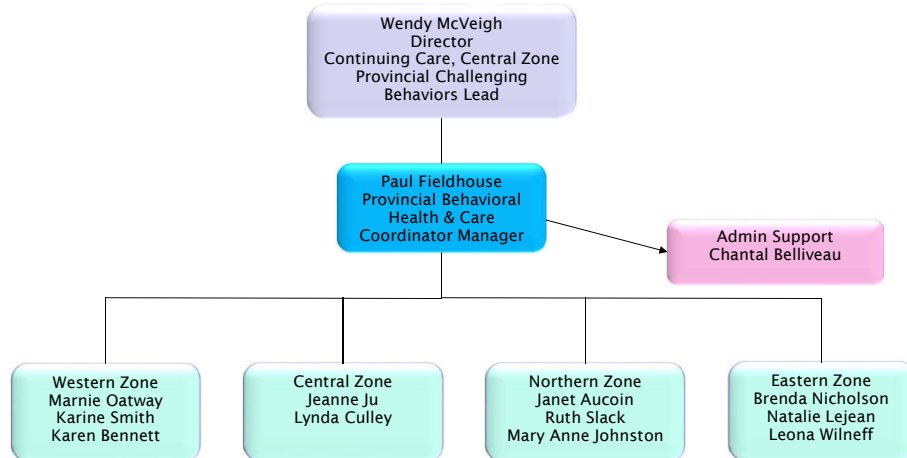 Wendy McVeigh
Director
Continuing Care, Central Zone
Provincial Challenging
Behaviors Lead
Paul Fieldhouse
Provincial Behavioral
Health & Care
Coordinator Manager
Admin Support
Chantal Belliveau
Western Zone
Marnie Oatway
Karine Smith
Karen Bennett
Central Zone
Jeanne Ju
Lynda Culley
Northern Zone
Janet Aucoin
Ruth Slack
Mary Anne Johnston
Eastern Zone
Brenda Nicholson
Natalie Lejean
Leona Wilneff